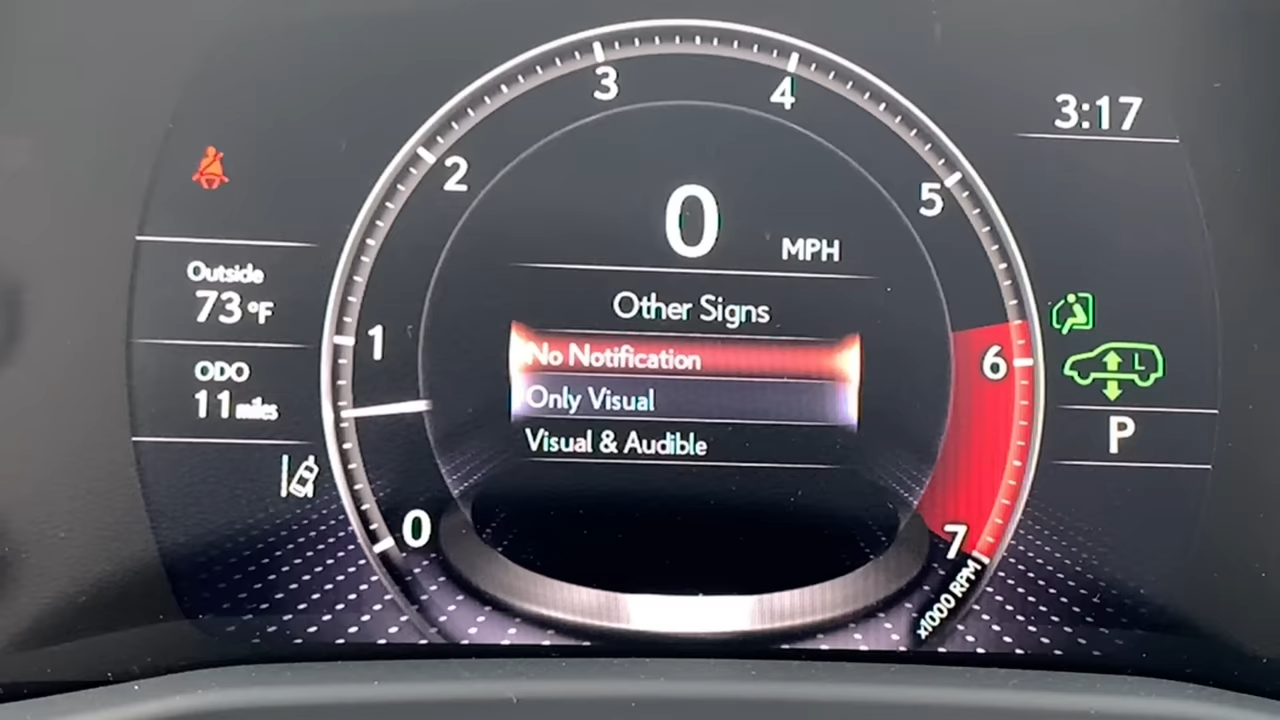 3
4
3:17
2
5
0
MPH
Outside
73°F
Other Signs
1
No Notification
6
L
ODO
11 miles
Only Visual
P
Visual & Audible
0
7
x1000 RPM